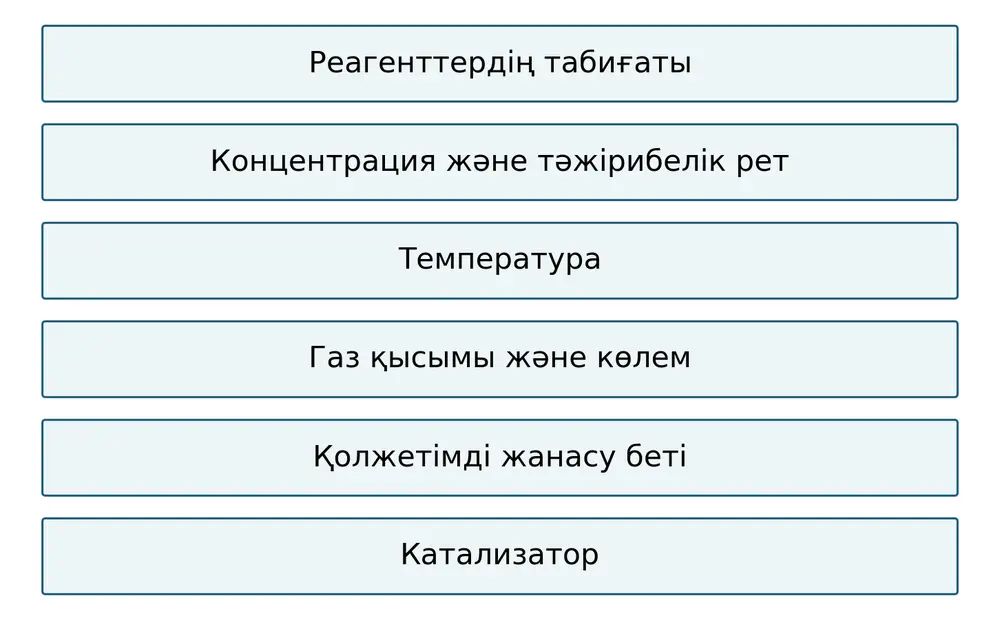 Реагенттердің табиғаты
Концентрация және тәжірибелік рет
Температура
Газ қысымы және көлем
Қолжетімді жанасу беті
Катализатор